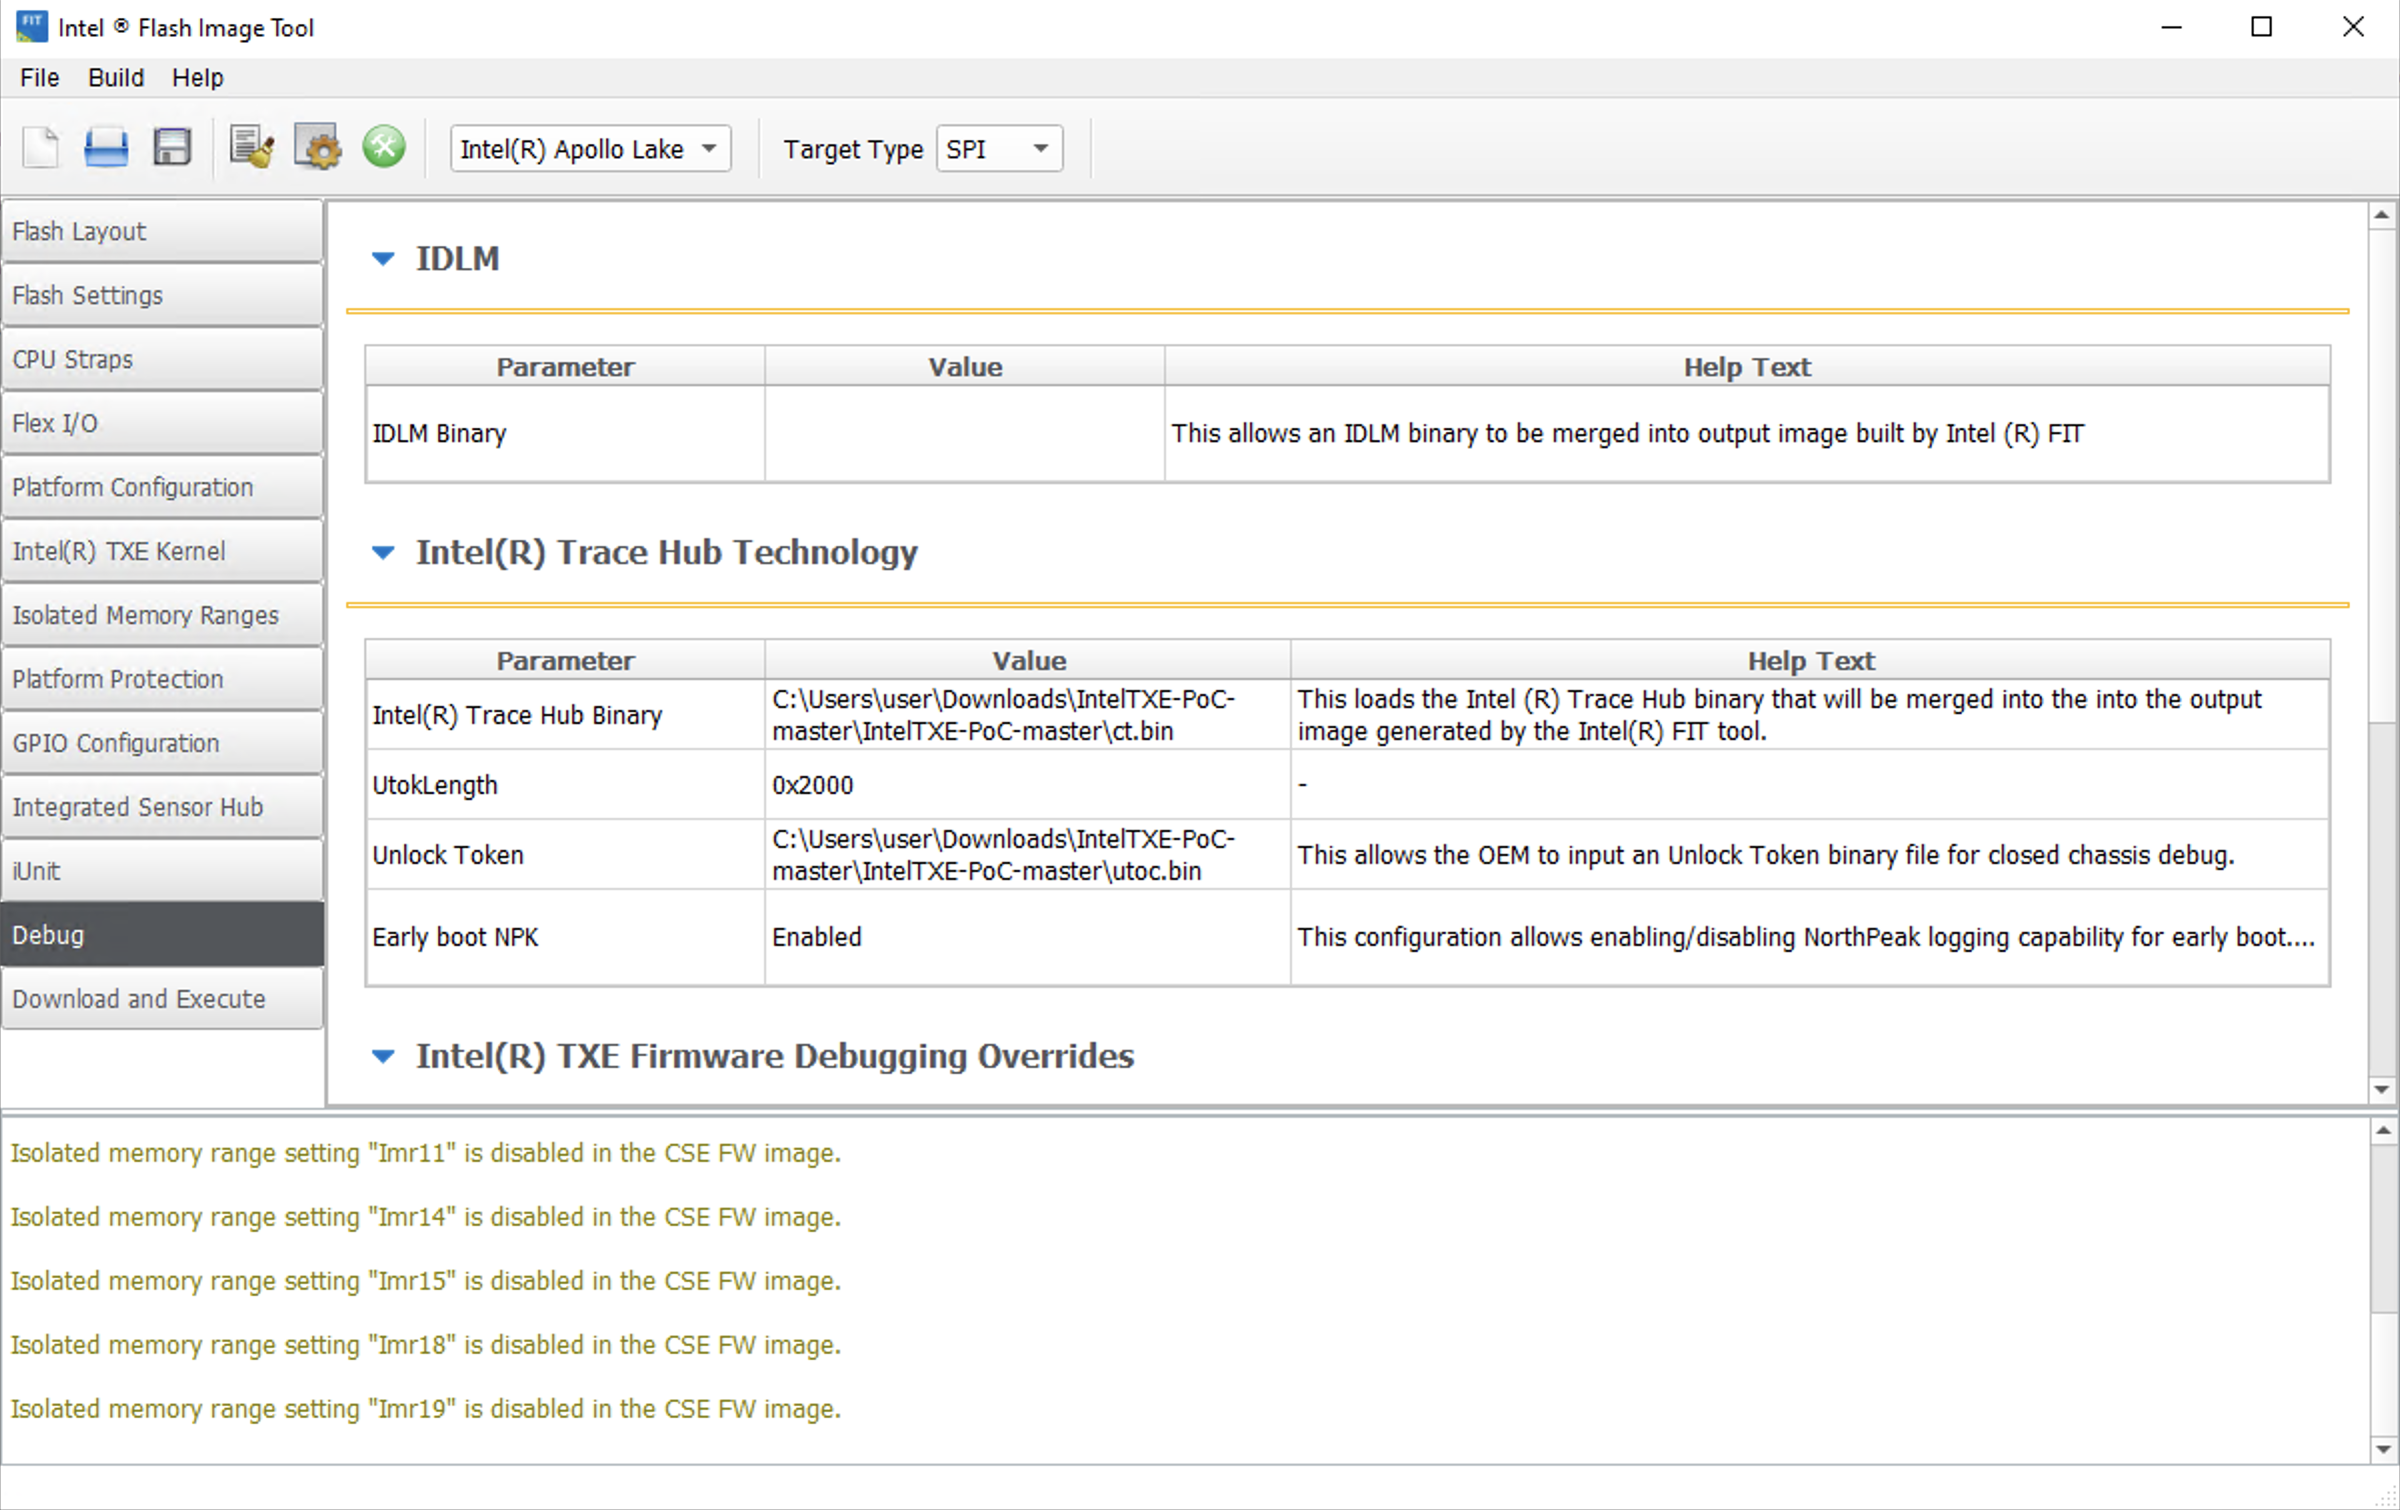 FIT
Intel ® Flash Image Tool
File Build Help
Intel(R) Apollo Lake
Target Type SPI
Flash Layout
Flash Settings
CPU Straps
Flex I/O
Platform Configuration
Intel(R) TXE Kernel
Isolated Memory Ranges
Platform Protection
GPIO Configuration
Integrated Sensor Hub
iUnit
Debug
Download and Execute
IDLM
Parameter Value Help Text
IDLM Binary This allows an IDLM binary to be merged into output image built by Intel (R) FIT
Intel(R) Trace Hub Technology
Parameter Value Help Text
Intel(R) Trace Hub Binary
C:\Users\user\Downloads\IntelTXE-PoC-
master\IntelTXE-PoC-master\ct.bin
This loads the Intel (R) Trace Hub binary that will be merged into the into the output
image generated by the Intel(R) FIT tool.
UtokLength 0x2000 -
Unlock Token
C:\Users\user\Downloads\IntelTXE-PoC-
master\IntelTXE-PoC-master\utoc.bin
This allows the OEM to input an Unlock Token binary file for closed chassis debug.
Early boot NPK Enabled This configuration allows enabling/disabling NorthPeak logging capability for early boot....
Intel(R) TXE Firmware Debugging Overrides
Isolated memory range setting "Imr11" is disabled in the CSE FW image.
Isolated memory range setting "Imr14" is disabled in the CSE FW image.
Isolated memory range setting "Imr15" is disabled in the CSE FW image.
Isolated memory range setting "Imr18" is disabled in the CSE FW image.
Isolated memory range setting "Imr19" is disabled in the CSE FW image.